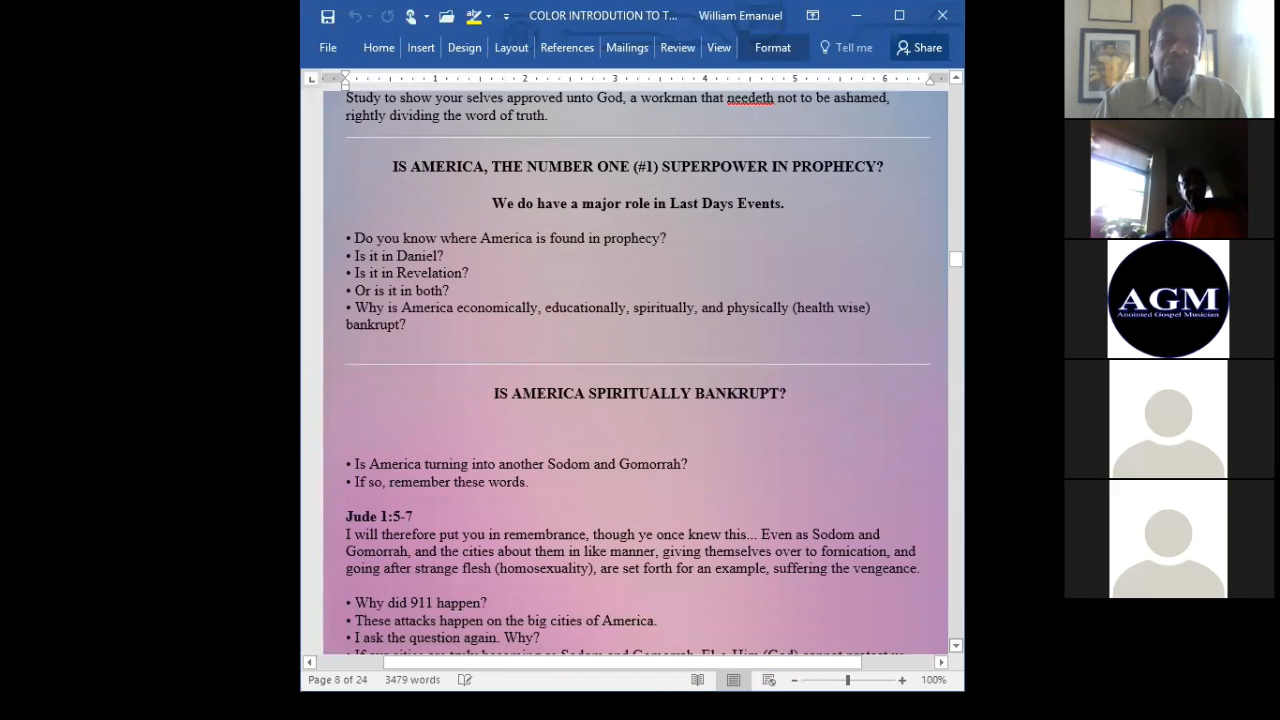 COLOR INTRODUTION TO T...
William Emanuel
File Home Insert Design Layout References Mailings Review View Format Tell me Share
1 2 3 4 5 6
Study to show your selves approved unto God, a workman that needeth not to be ashamed,
rightly dividing the word of truth.
IS AMERICA, THE NUMBER ONE (#1) SUPERPOWER IN PROPHECY?
We do have a major role in Last Days Events.
• Do you know where America is found in prophecy?
• Is it in Daniel?
• Is it in Revelation?
• Or is it in both?
• Why is America economically, educationally, spiritually, and physically (health wise)
bankrupt?
IS AMERICA SPIRITUALLY BANKRUPT?
• Is America turning into another Sodom and Gomorrah?
• If so, remember these words.
Jude 1:5-7
I will therefore put you in remembrance, though ye once knew this... Even as Sodom and
Gomorrah, and the cities about them in like manner, giving themselves over to fornication, and
going after strange flesh (homosexuality), are set forth for an example, suffering the vengeance.
• Why did 911 happen?
• These attacks happen on the big cities of America.
• I ask the question again. Why?
Page 8 of 24 3479 words 100%
AGM
Anointed Gospel Musician